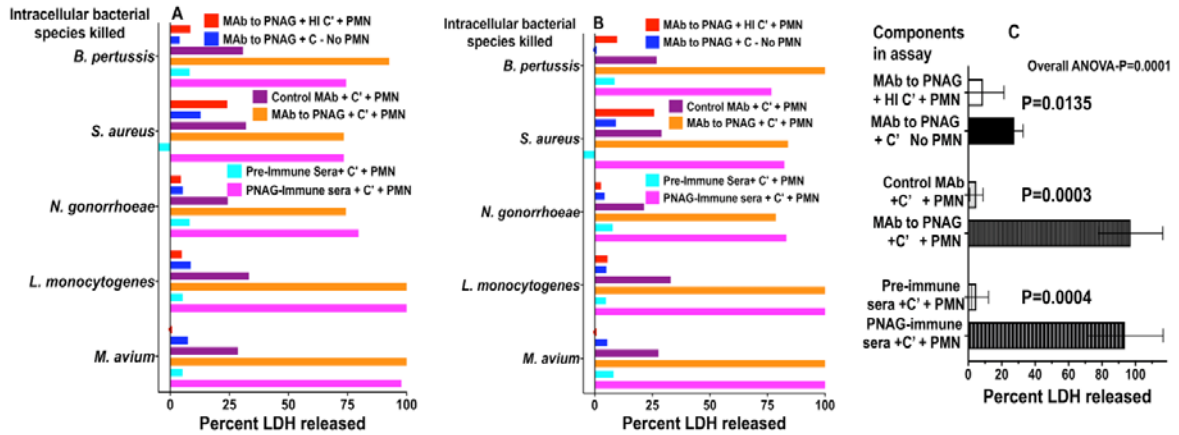 Intracellular bacterial
species killed
A
MAb to PNAG + HI C' + PMN
MAb to PNAG + C - No PMN
B. pertussis
Control MAb + C' + PMN
MAb to PNAG + C' + PMN
S. aureus
Pre-Immune Sera+ C' + PMN
PNAG-Immune sera + C' + PMN
N. gonorrhoeae
L. monocytogenes
M. avium
0 25 50 75 100
Percent LDH released
Intracellular bacterial
species killed
B
MAb to PNAG + HI C' + PMN
MAb to PNAG + C - No PMN
B. pertussis
Control MAb + C' + PMN
MAb to PNAG + C' + PMN
S. aureus
Pre-Immune Sera+ C' + PMN
PNAG-Immune sera + C' + PMN
N. gonorrhoeae
L. monocytogenes
M. avium
0 25 50 75 100
Percent LDH released
Components
in assay
C
Overall ANOVA-P=0.0001
MAb to PNAG
+ HI C' + PMN
P=0.0135
MAb to PNAG
+ C' No PMN
Control MAb
+C' + PMN
P=0.0003
MAb to PNAG
+C' + PMN
Pre-immune
sera +C' + PMN
P=0.0004
PNAG-immune
sera +C' + PMN
0 20 40 60 80 100
Percent LDH released